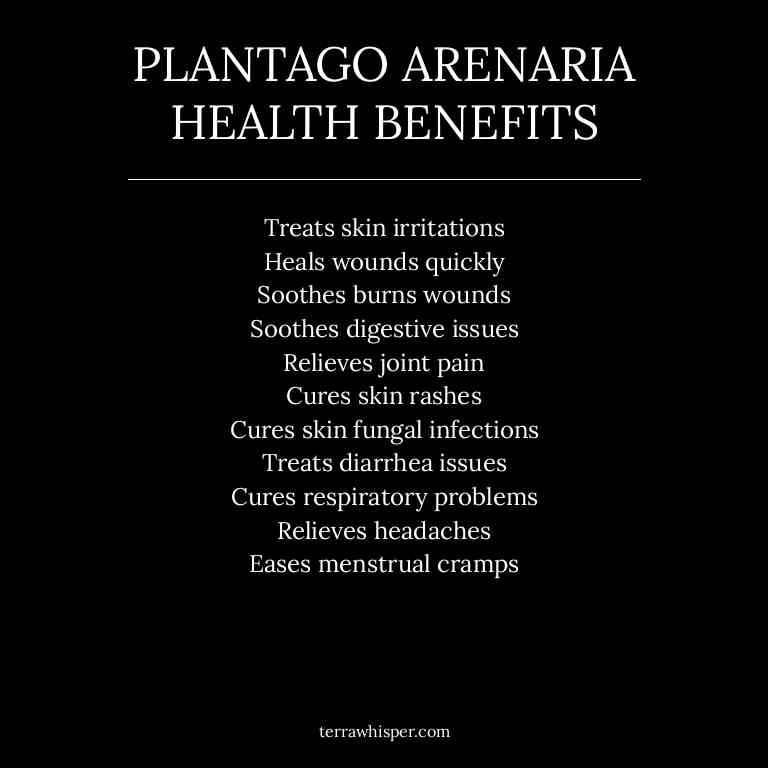 PLANTAGO ARENARIA
HEALTH BENEFITS
Treats skin irritations
Heals wounds quickly
Soothes burns wounds
Soothes digestive issues
Relieves joint pain
Cures skin rashes
Cures skin fungal infections
Treats diarrhea issues
Cures respiratory problems
Relieves headaches
Eases menstrual cramps
terrawhisper.com